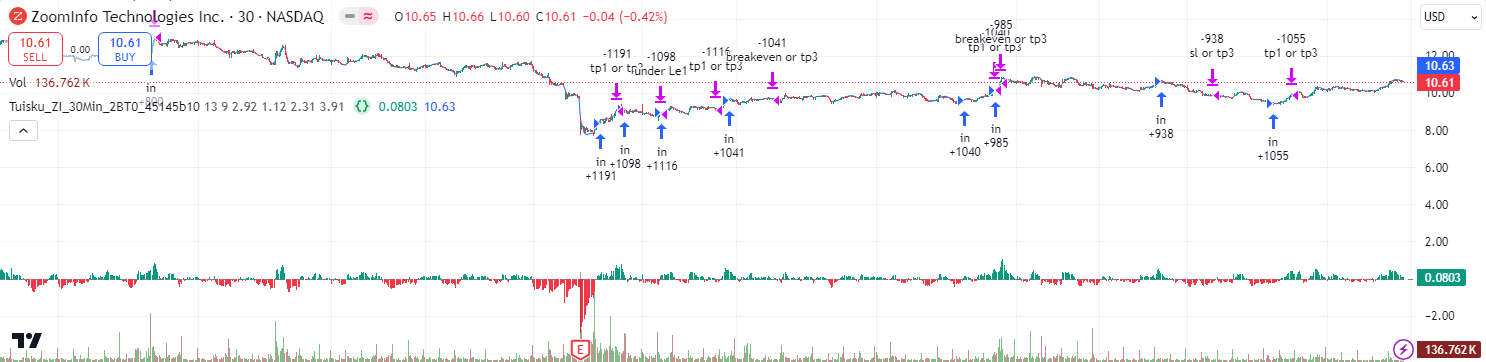 ZoomInfo Technologies Inc. · 30 · NASDAQ O10.65 H10.66 L10.60 C10.61 −0.04 (−0.42%)
USD
10.61 SELL
0.00
10.61 BUY
Vol 136.762 K
Tuisku_ZI_30Min_2BT0_45145b10 13 9 2.92 1.12 2.31 3.91 {} 0.0803 10.63
in
-1191
in
+1191
in
+1098
-1098
under Le1
in
+1116
-1116
tp1 or tp3
in
+1041
-1041
breakeven or tp3
in
+1040
-985
breakeven or tp3
tp1 or tp3
in
+985
in
+938
-938
sl or tp3
in
+1055
-1055
tp1 or tp3
12.00
10.63
10.61
10.00
8.00
6.00
4.00
2.00
0.0803
−2.00
136.762 K
E